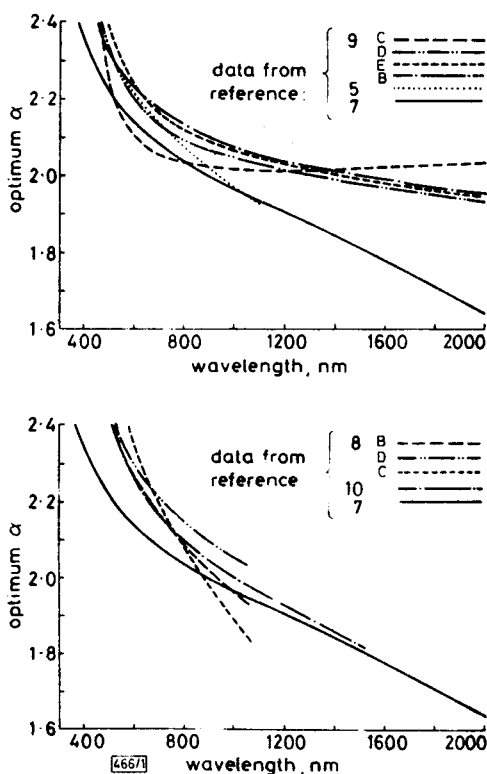 2·4
2·2
2·0
1·8
1·6
optimum α
400 800 1200 1600 2000
wavelength, nm
data from
reference:
9 C
D
E
B
5
7
2·4
2·2
2·0
1·8
1·6
optimum α
400 800 1200 1600 2000
wavelength, nm
data from
reference
8 B
D
C
10
7
466/1